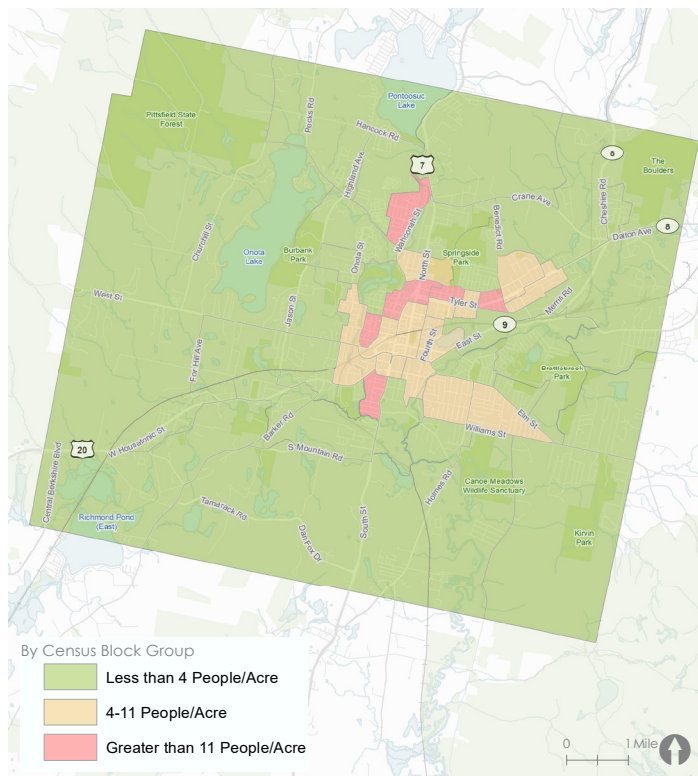 Pontoosuc
Lake
Pecks Rd
Hancock Rd
Pittsfield State
Forest
7
8
The
Boulders
Highland Ave
Cheshire Rd
Crane Ave
Benedict Rd
8
Dalton Ave
Wahconah St
Churchill St
Onota St
North St
Springside
Park
Onota
Lake
Burbank
Park
West St
Jason St
Tyler St
Merrill Rd
9
Fourth St
East St
Fort Hill Ave
Brattlebrook
Park
Elm St
Barker Rd
Williams St
W Housatonic St
20
S Mountain Rd
Central Berkshire Blvd
Holmes Rd
Canoe Meadows
Wildlife Sanctuary
Tamarack Rd
South St
Richmond Pond
(East)
Dan Fox Dr
Kirvin
Park
By Census Block Group
Less than 4 People/Acre
4-11 People/Acre
Greater than 11 People/Acre
0
1 Mile